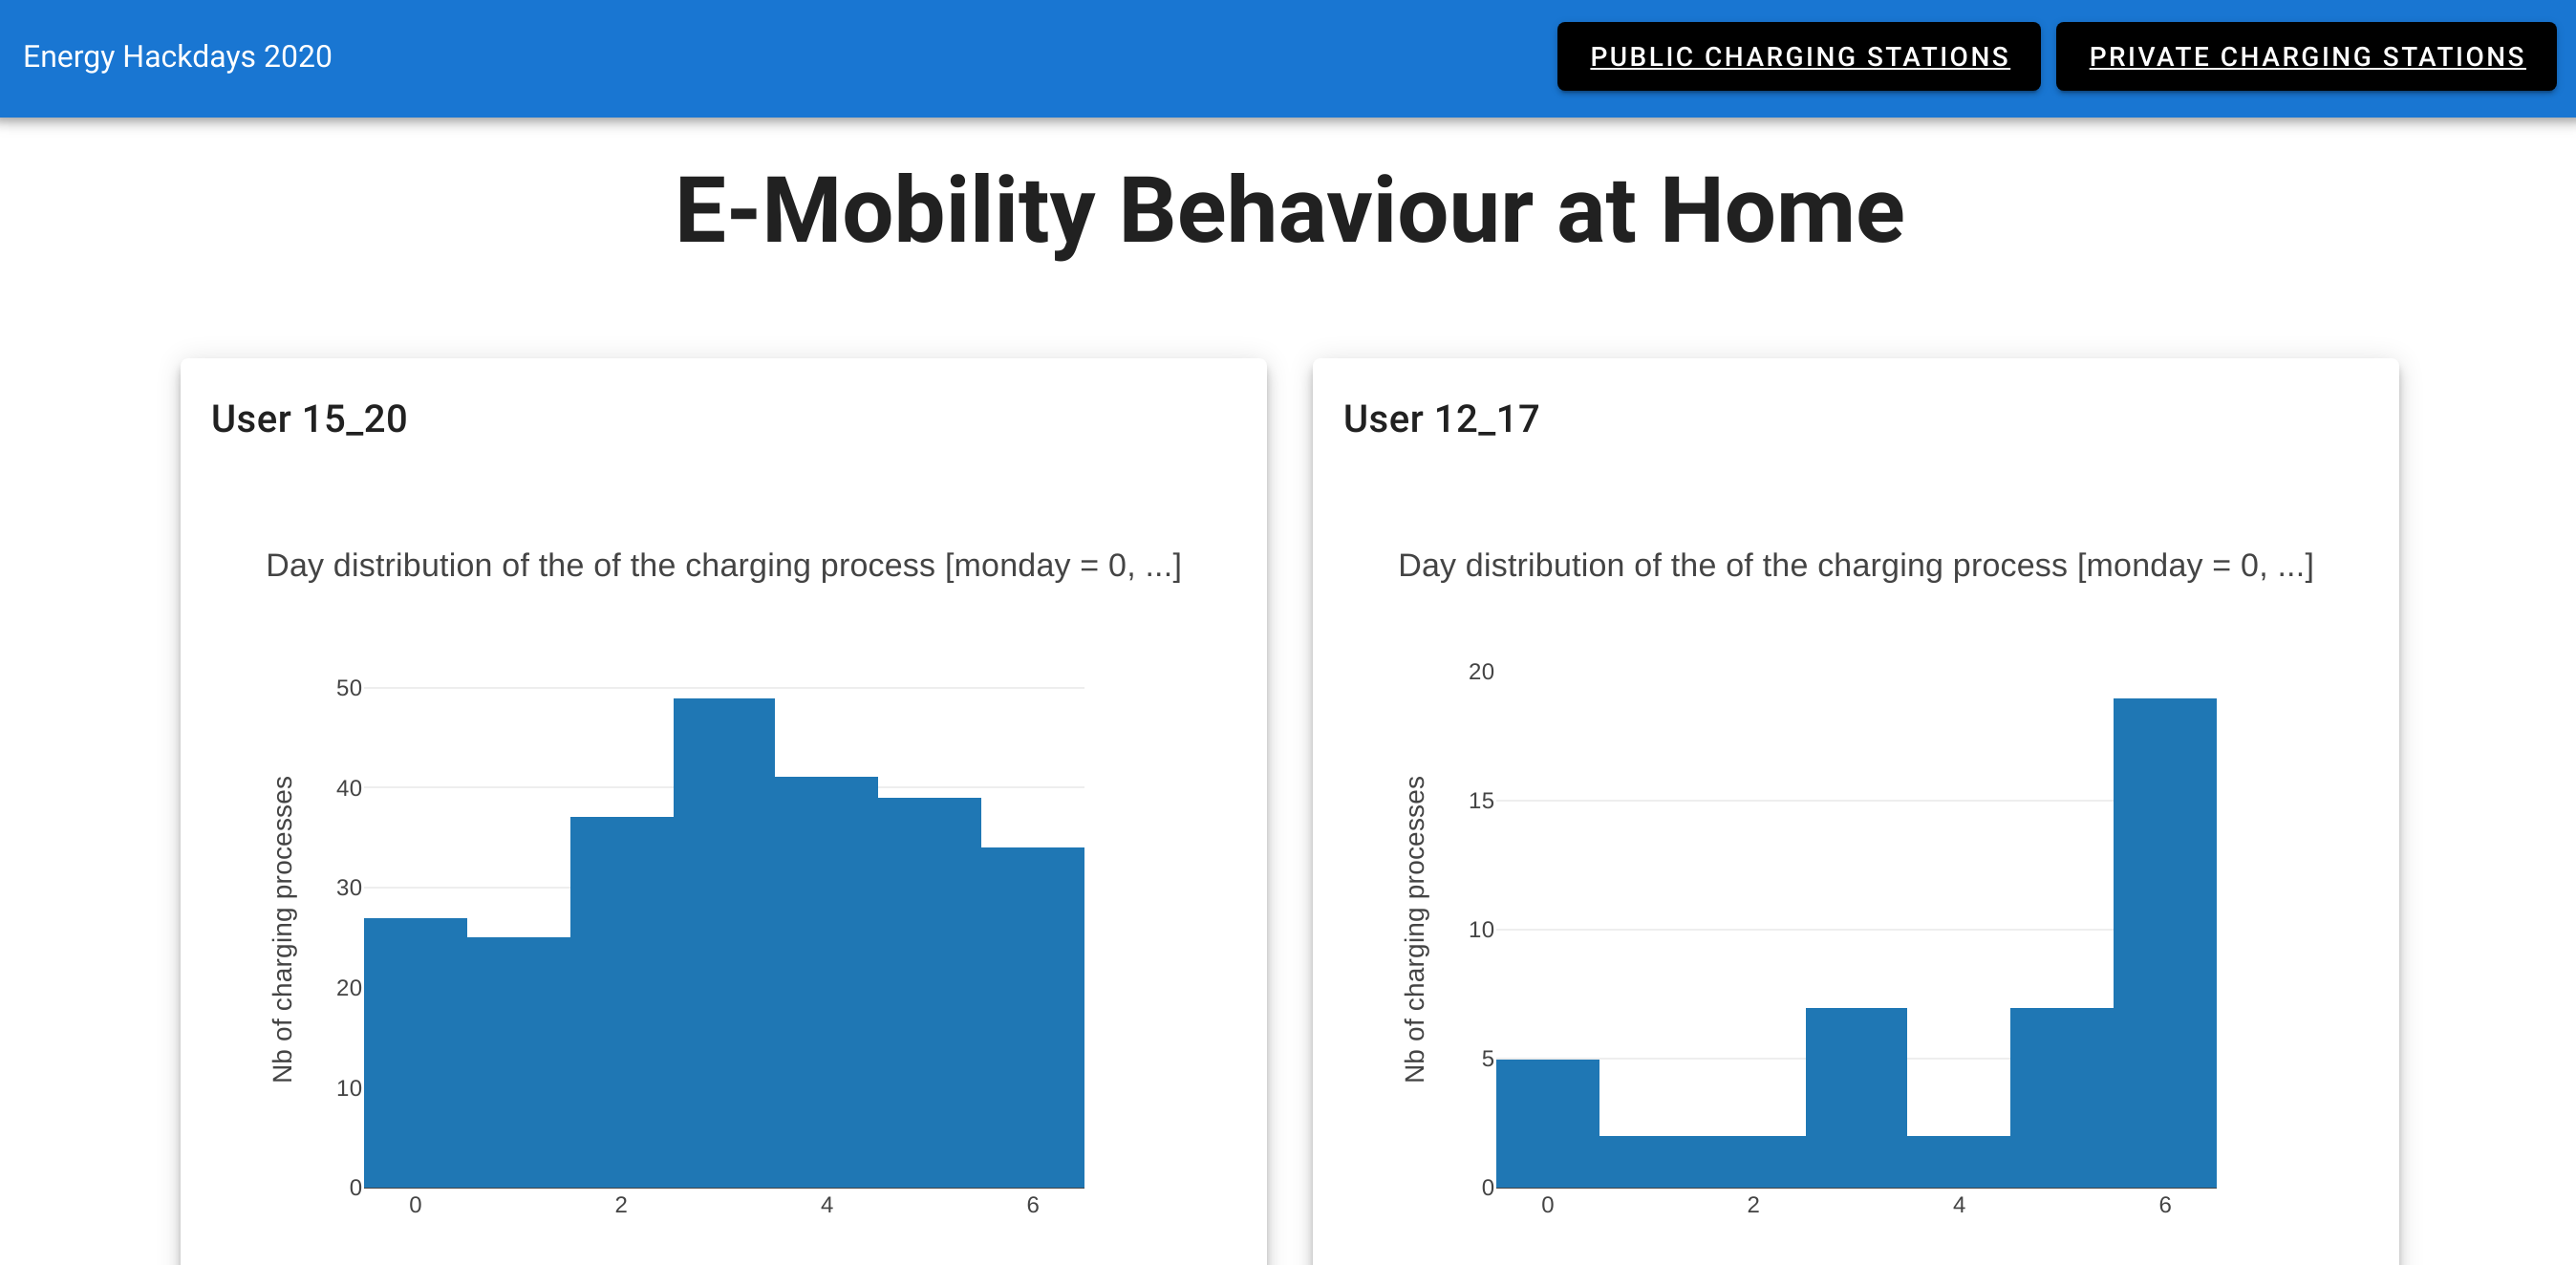 Energy Hackdays 2020
PUBLIC CHARGING STATIONS
PRIVATE CHARGING STATIONS
E-Mobility Behaviour at Home
User 15_20
Day distribution of the of the charging process [monday = 0, ...]
Nb of charging processes
50
40
30
20
10
0
0 2 4 6
User 12_17
Day distribution of the of the charging process [monday = 0, ...]
Nb of charging processes
20
15
10
5
0
0 2 4 6